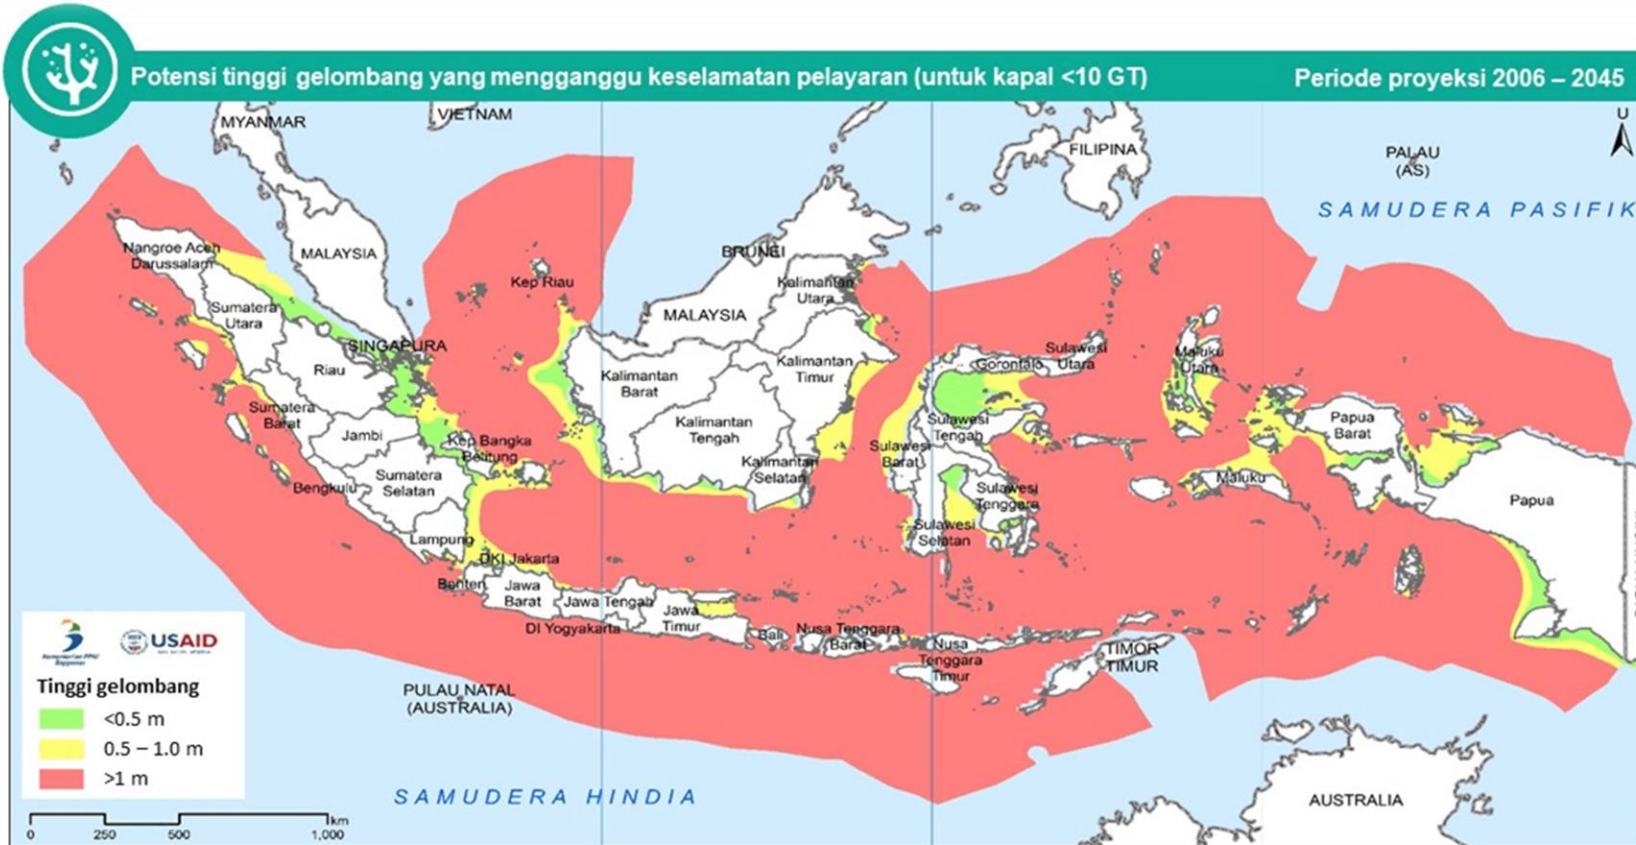 Potensi tinggi gelombang yang mengganggu keselamatan pelayaran (untuk kapal <10 GT)
Periode proyeksi 2006 – 2045
MYANMAR
VIETNAM
FILIPINA
PALAU
(AS)
U
SAMUDERA PASIFIK
MALAYSIA
BRUNEI
Nangroe Aceh
Darussalam
Kep Riau
Kalimantan
Utara
Sumatera
Utara
MALAYSIA
SINGAPURA
Riau
Kalimantan
Barat
Kalimantan
Timur
Gorontalo
Sulawesi
Utara
Maluku
Utara
Sumatera
Barat
Jambi
Kep Bangka
Belitung
Kalimantan
Tengah
Sulawesi
Tengah
Papua
Barat
Sulawesi
Barat
Kalimantan
Selatan
Bengkulu
Sumatera
Selatan
Maluku
Sulawesi
Tenggara
Papua
Lampung
Sulawesi
Selatan
DKI Jakarta
Banten
Jawa
Barat
Jawa Tengah
Jawa
Timur
DI Yogyakarta
Bali
Nusa Tenggara
Barat
Nusa
Tenggara
Timur
TIMOR
TIMUR
PULAU NATAL
(AUSTRALIA)
SAMUDERA HINDIA
AUSTRALIA
Kementerian PPN/
Bappenas
USAID
Tinggi gelombang
<0.5 m
0.5 – 1.0 m
>1 m
km
0 250 500 1,000